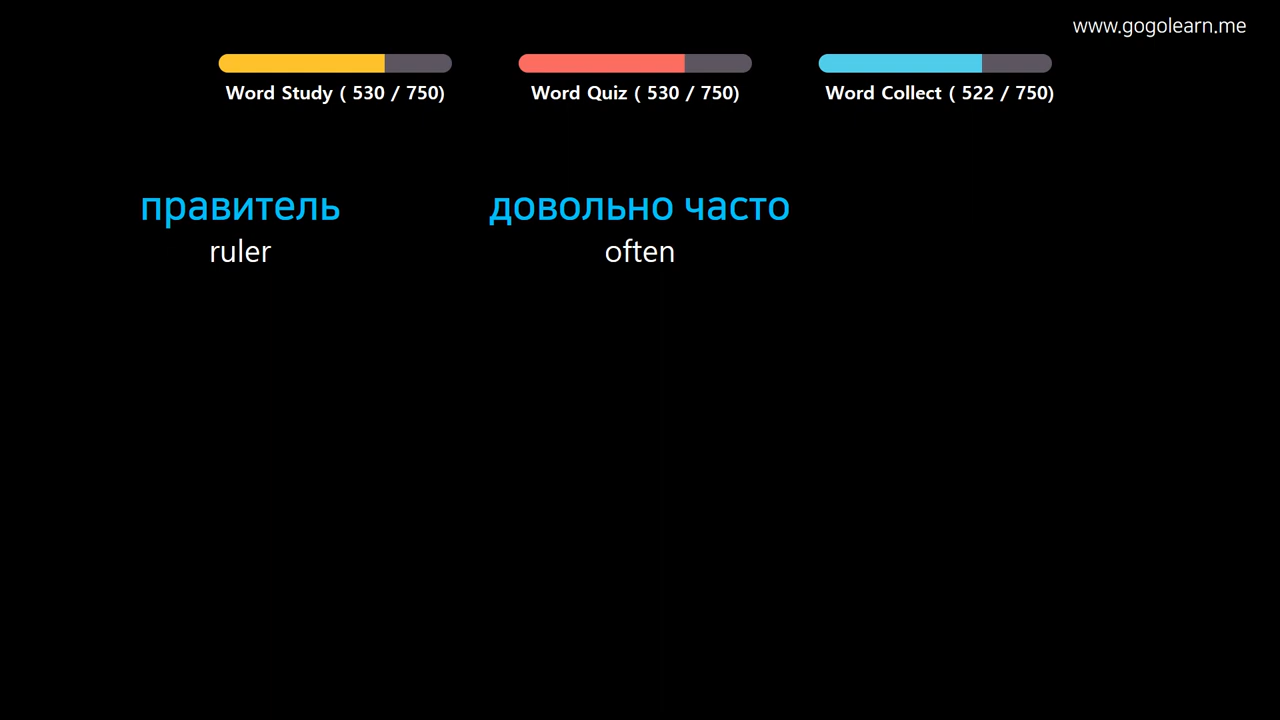 www.gogolearn.me
Word Study ( 530 / 750)
Word Quiz ( 530 / 750)
Word Collect ( 522 / 750)
правитель
ruler
довольно часто
often